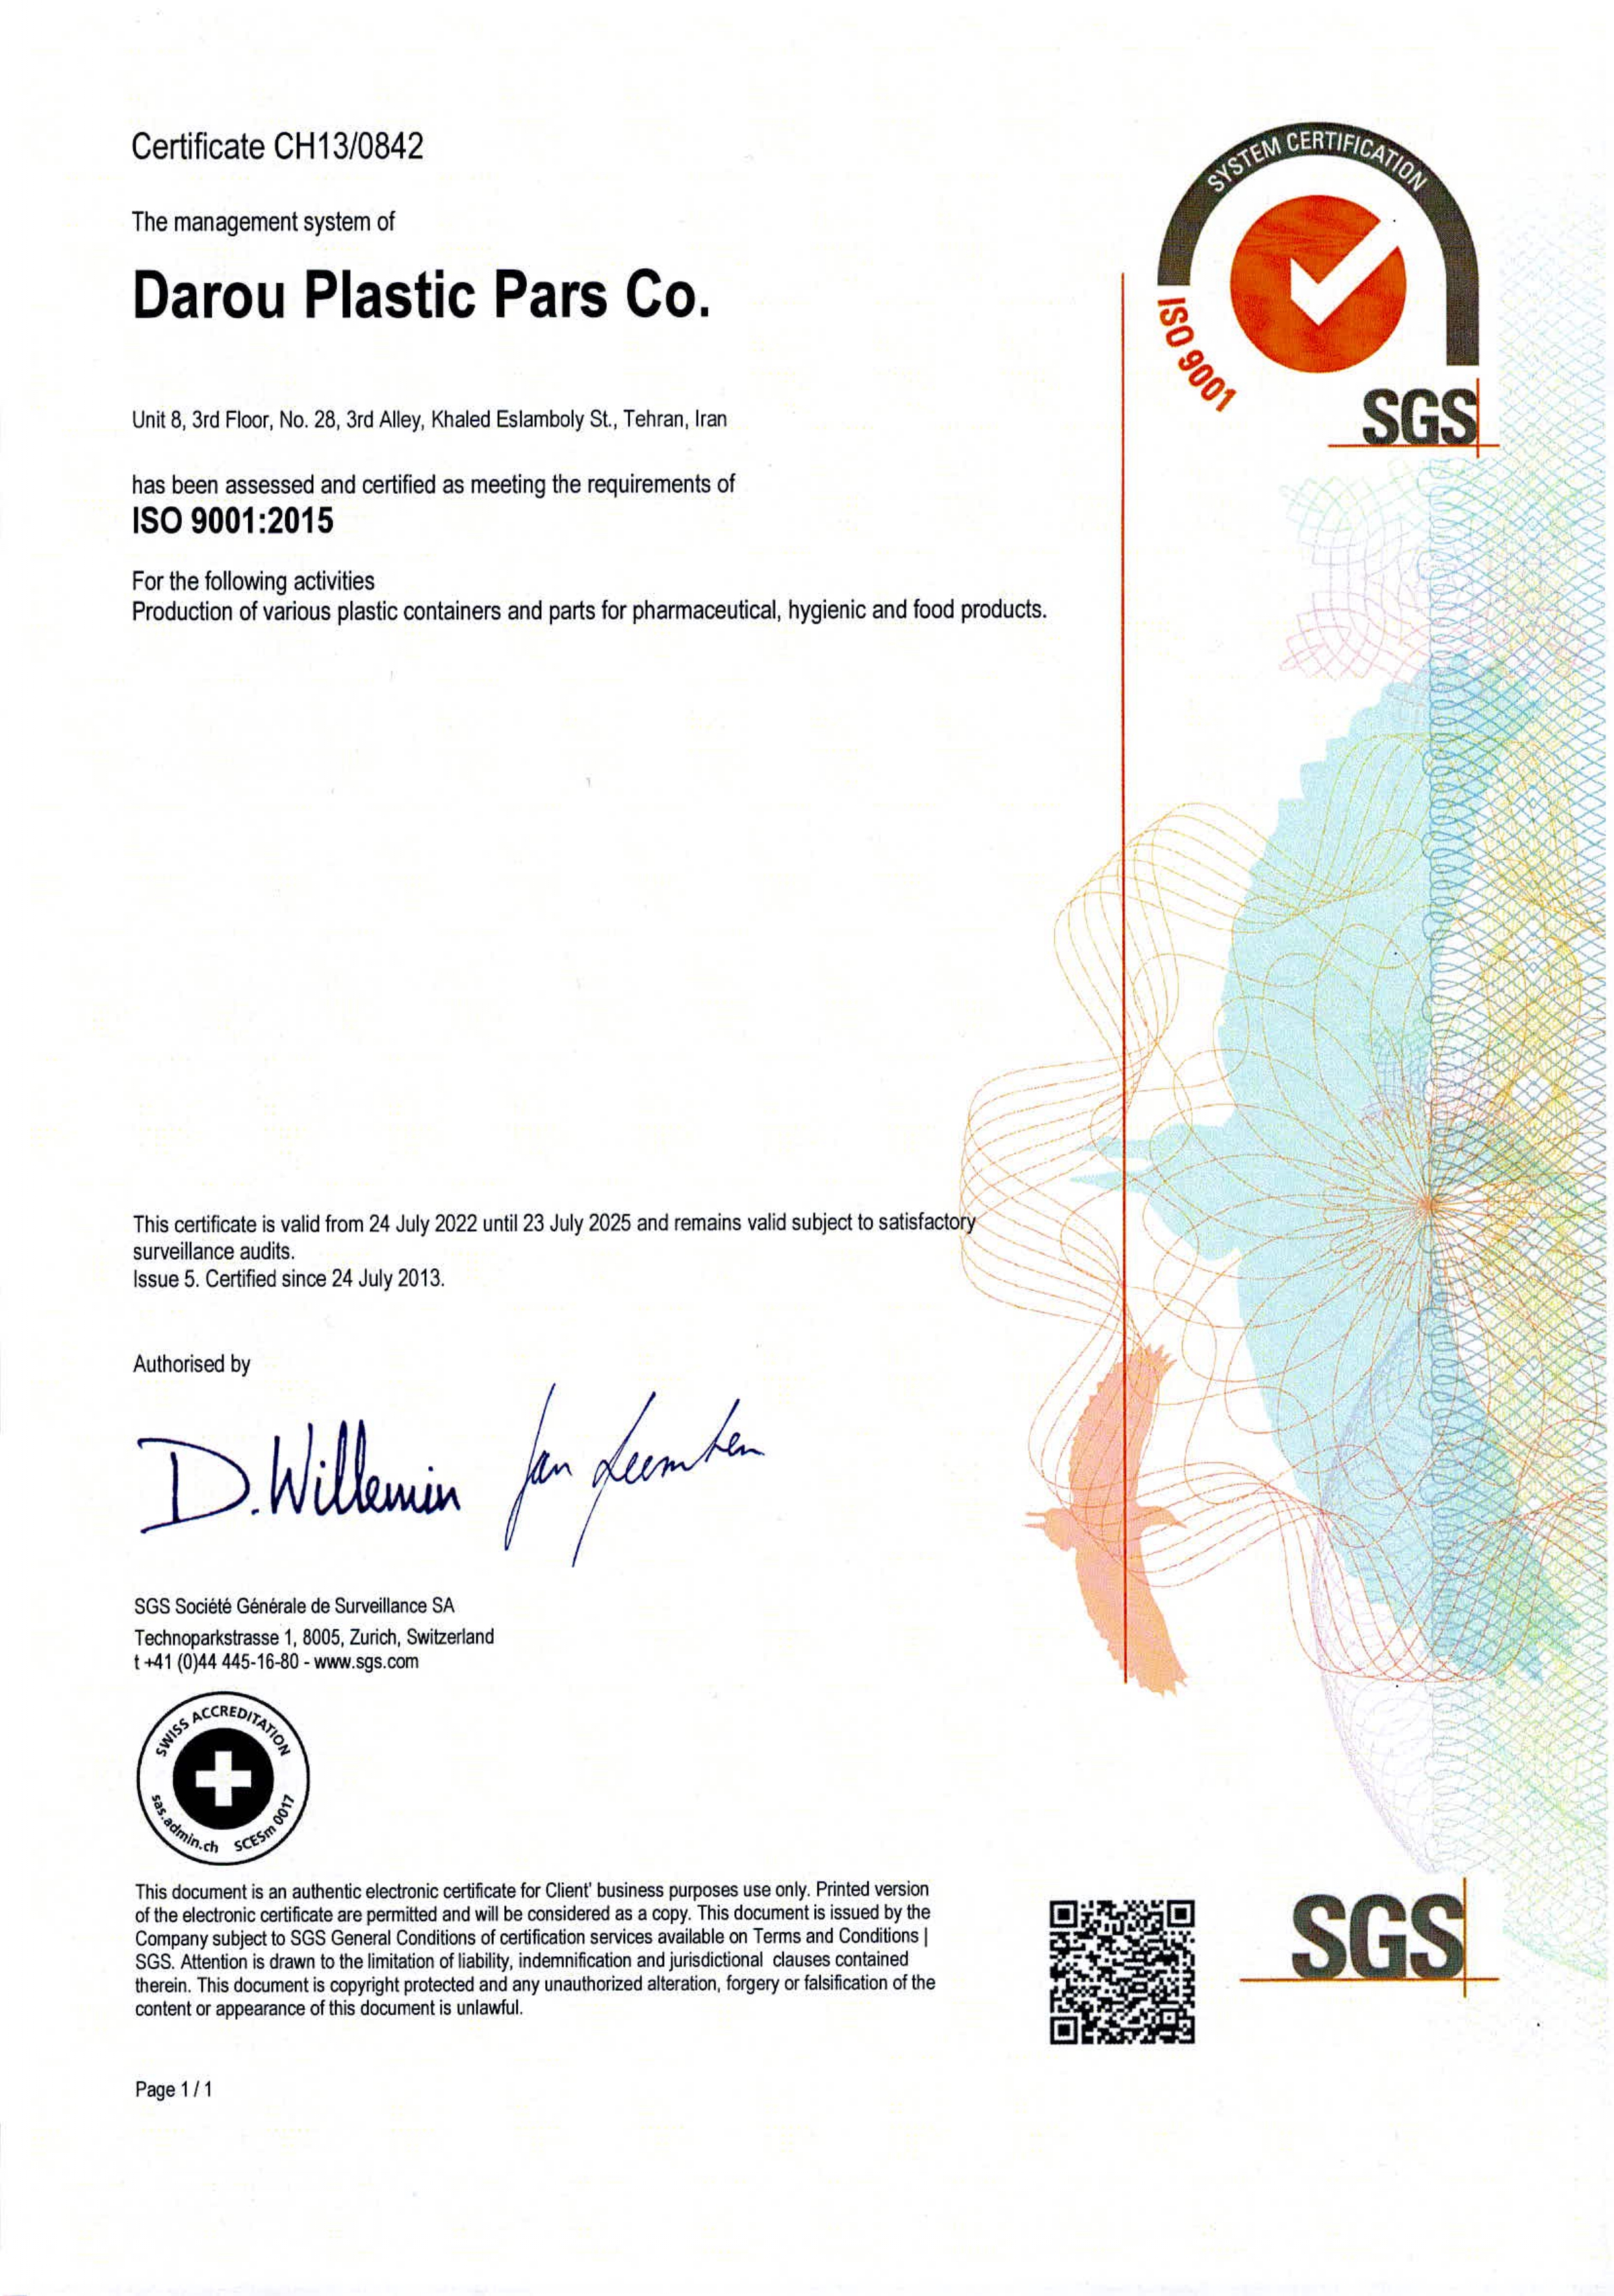 Certificate CH13/0842
The management system of
Darou Plastic Pars Co.
Unit 8, 3rd Floor, No. 28, 3rd Alley, Khaled Eslamboly St., Tehran, Iran
has been assessed and certified as meeting the requirements of
ISO 9001:2015
For the following activities
Production of various plastic containers and parts for pharmaceutical, hygienic and food products.
SYSTEM CERTIFICATION
ISO 9001
SGS
This certificate is valid from 24 July 2022 until 23 July 2025 and remains valid subject to satisfactory
surveillance audits.
Issue 5. Certified since 24 July 2013.
Authorised by
D. Willemin
Jan
SGS Société Générale de Surveillance SA
Technoparkstrasse 1, 8005, Zurich, Switzerland
t +41 (0)44 445-16-80 - www.sgs.com
SWISS ACCREDITATION
sas.admin.ch SCESm 0017
This document is an authentic electronic certificate for Client' business purposes use only. Printed version
of the electronic certificate are permitted and will be considered as a copy. This document is issued by the
Company subject to SGS General Conditions of certification services available on Terms and Conditions |
SGS. Attention is drawn to the limitation of liability, indemnification and jurisdictional clauses contained
therein. This document is copyright protected and any unauthorized alteration, forgery or falsification of the
content or appearance of this document is unlawful.
SGS
Page 1 / 1